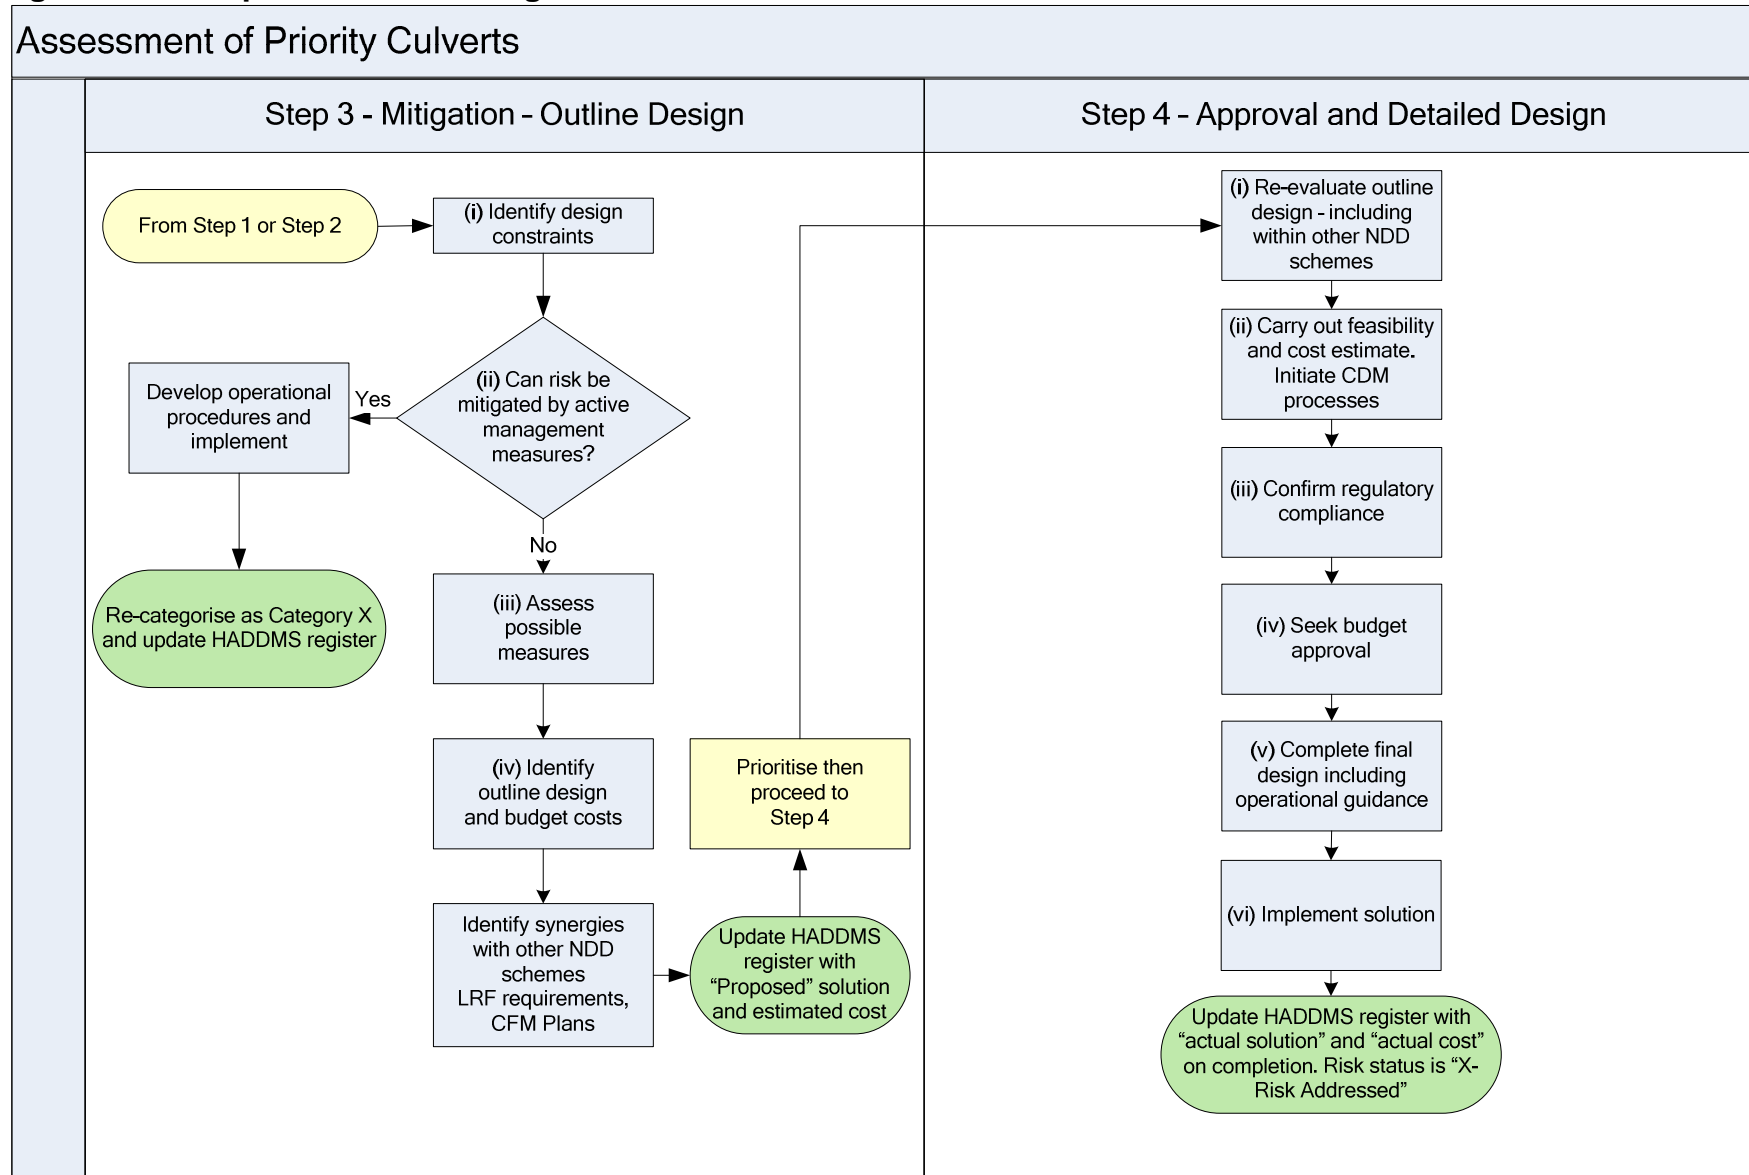 Assessment of Priority Culverts
Step 3 - Mitigation – Outline Design
From Step 1 or Step 2
(i) Identify design
constraints
(ii) Can risk be
mitigated by active
management
measures?
Yes
Develop operational
procedures and
implement
Re-categorise as Category X
and update HADDMS register
No
(iii) Assess
possible
measures
(iv) Identify
outline design
and budget costs
Identify synergies
with other NDD
schemes
LRF requirements,
CFM Plans
Update HADDMS
register with
“Proposed” solution
and estimated cost
Prioritise then
proceed to
Step 4
Step 4 – Approval and Detailed Design
(i) Re-evaluate outline
design - including
within other NDD
schemes
(ii) Carry out feasibility
and cost estimate.
Initiate CDM
processes
(iii) Confirm regulatory
compliance
(iv) Seek budget
approval
(v) Complete final
design including
operational guidance
(vi) Implement solution
Update HADDMS register with
“actual solution” and “actual cost”
on completion. Risk status is “X-
Risk Addressed”